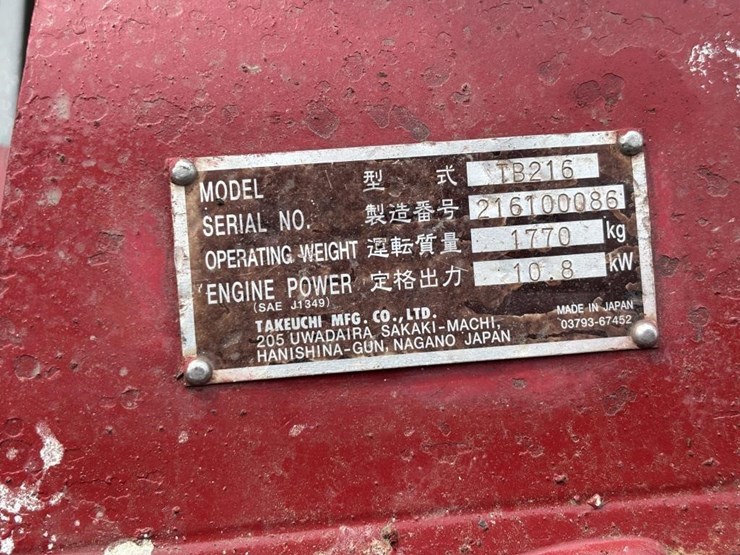 MODEL 型 式 TB216
SERIAL NO. 製造番号 216100086
OPERATING WEIGHT 運転質量 1770 kg
ENGINE POWER 定格出力 10.8 kW
(SAE J1349)
TAKEUCHI MFG. CO., LTD.
205 UWADAIRA, SAKAKI-MACHI,
HANISHINA-GUN, NAGANO JAPAN
MADE IN JAPAN
03793-67452